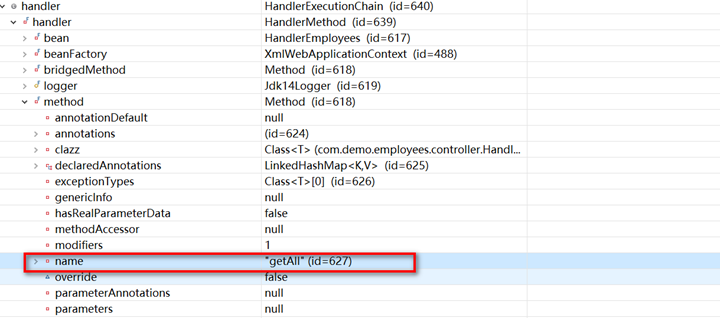 handler HandlerExecutionChain (id=640)
handler HandlerMethod (id=639)
bean HandlerEmployees (id=617)
beanFactory XmlWebApplicationContext (id=488)
bridgedMethod Method (id=618)
logger Jdk14Logger (id=619)
method Method (id=618)
annotationDefault null
annotations (id=624)
clazz Class<T> (com.demo.employees.controller.Handl...
declaredAnnotations LinkedHashMap<K,V> (id=625)
exceptionTypes Class<T>[0] (id=626)
genericInfo null
hasRealParameterData false
methodAccessor null
modifiers 1
name "getAll" (id=627)
override false
parameterAnnotations null
parameters null